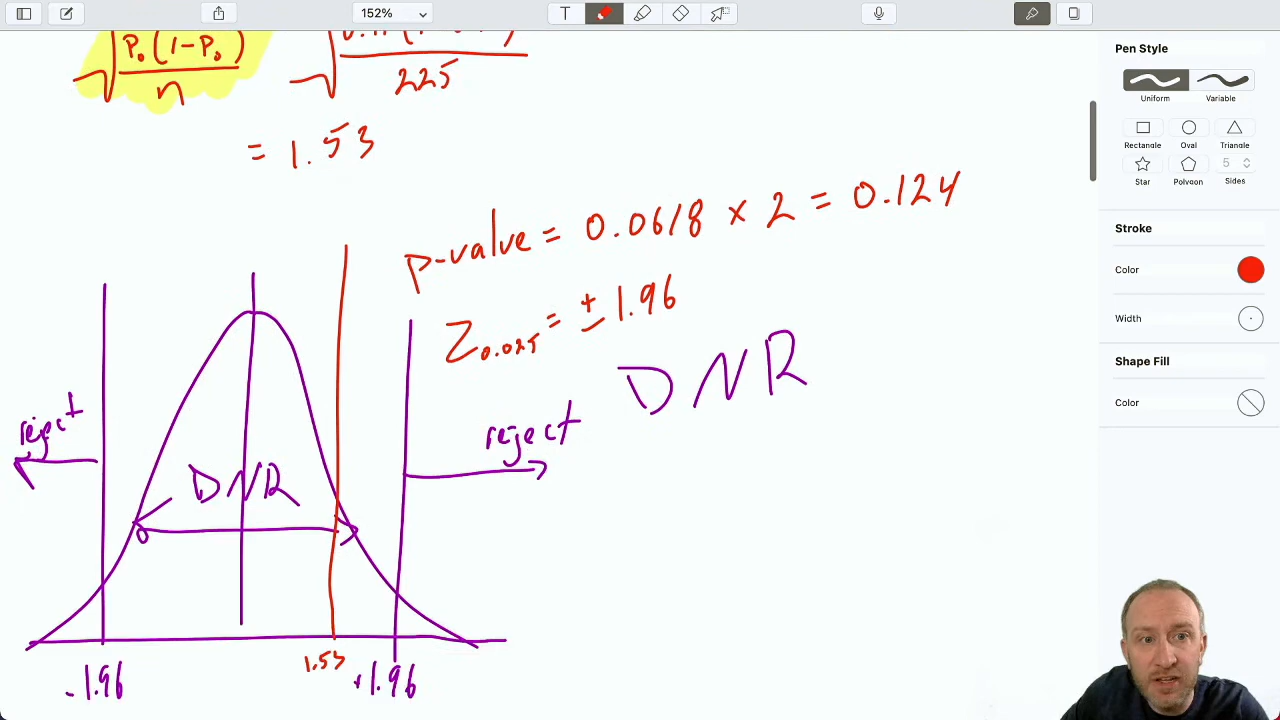 152%
T
Pen Style
Uniform
Variable
Rectangle
Oval
Triangle
Star
Polygon
5
Sides
Stroke
Color
Width
Shape Fill
Color
√ P₀(1-P₀)
n
225
= 1.53
P-value = 0.0618 × 2 = 0.124
Z0.025 = ± 1.96
DNR
reject
reject
DNR
-1.96
1.53
+1.96